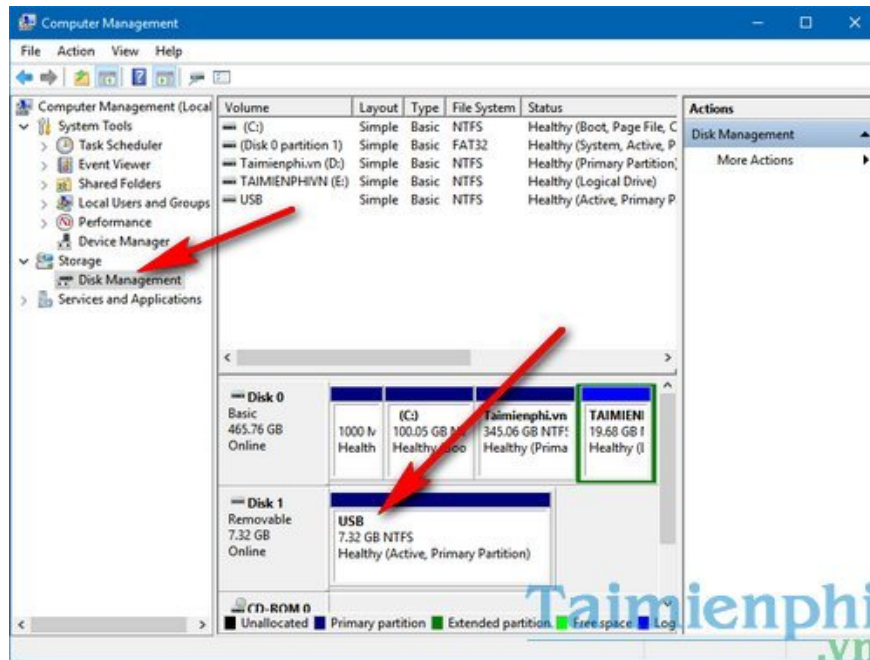 Computer Management
File Action View Help
Computer Management (Local
System Tools
Task Scheduler
Event Viewer
Shared Folders
Local Users and Groups
Performance
Device Manager
Storage
Disk Management
Services and Applications
Volume Layout Type File System Status
(C:) Simple Basic NTFS Healthy (Boot, Page File, C
(Disk 0 partition 1) Simple Basic FAT32 Healthy (System, Active, P
Taimienphi.vn (D:) Simple Basic NTFS Healthy (Primary Partition)
TAIMIENPHIVN (E:) Simple Basic NTFS Healthy (Logical Drive)
USB Simple Basic NTFS Healthy (Active, Primary P
Actions
Disk Management
More Actions
Disk 0
Basic
465.76 GB
Online
1000 M
Health
(C:)
100.05 GB
Healthy
Taimienphi.vn
345.06 GB NTFS
Healthy (Prima
TAIMIENI
19.68 GB
Healthy (L
Disk 1
Removable
7.32 GB
Online
USB
7.32 GB NTFS
Healthy (Active, Primary Partition)
CD-ROM 0
Unallocated Primary partition Extended partition Free space Log
Taimienphi
.vn